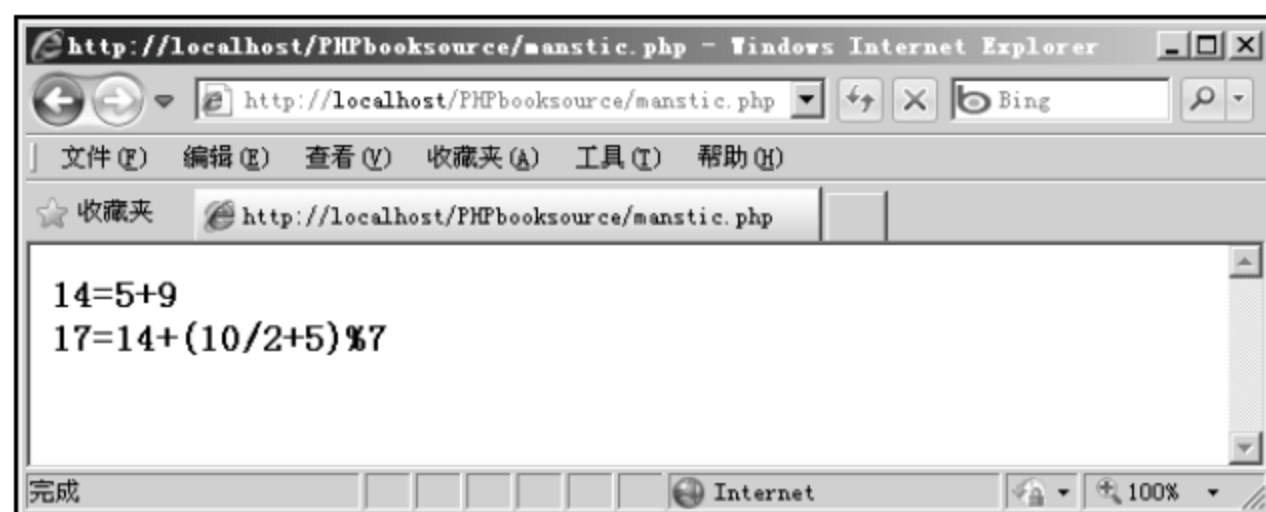 http://localhost/PHPbooksource/manstic.php - Windows Internet Explorer
http://localhost/PHPbooksource/manstic.php Bing
文件(F) 编辑(E) 查看(V) 收藏夹(A) 工具(T) 帮助(H)
收藏夹 http://localhost/PHPbooksource/manstic.php
14=5+9
17=14+(10/2+5)%7
完成 Internet 100%